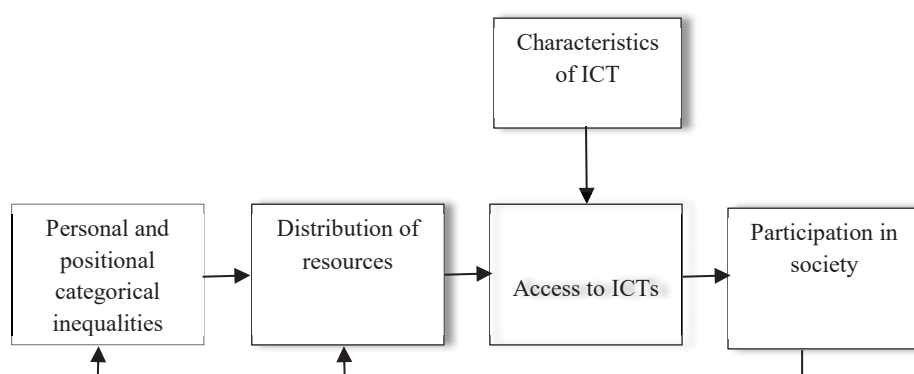 Characteristics
of ICT
Personal and
positional
categorical
inequalities
Distribution of
resources
Access to ICTs
Participation in
society